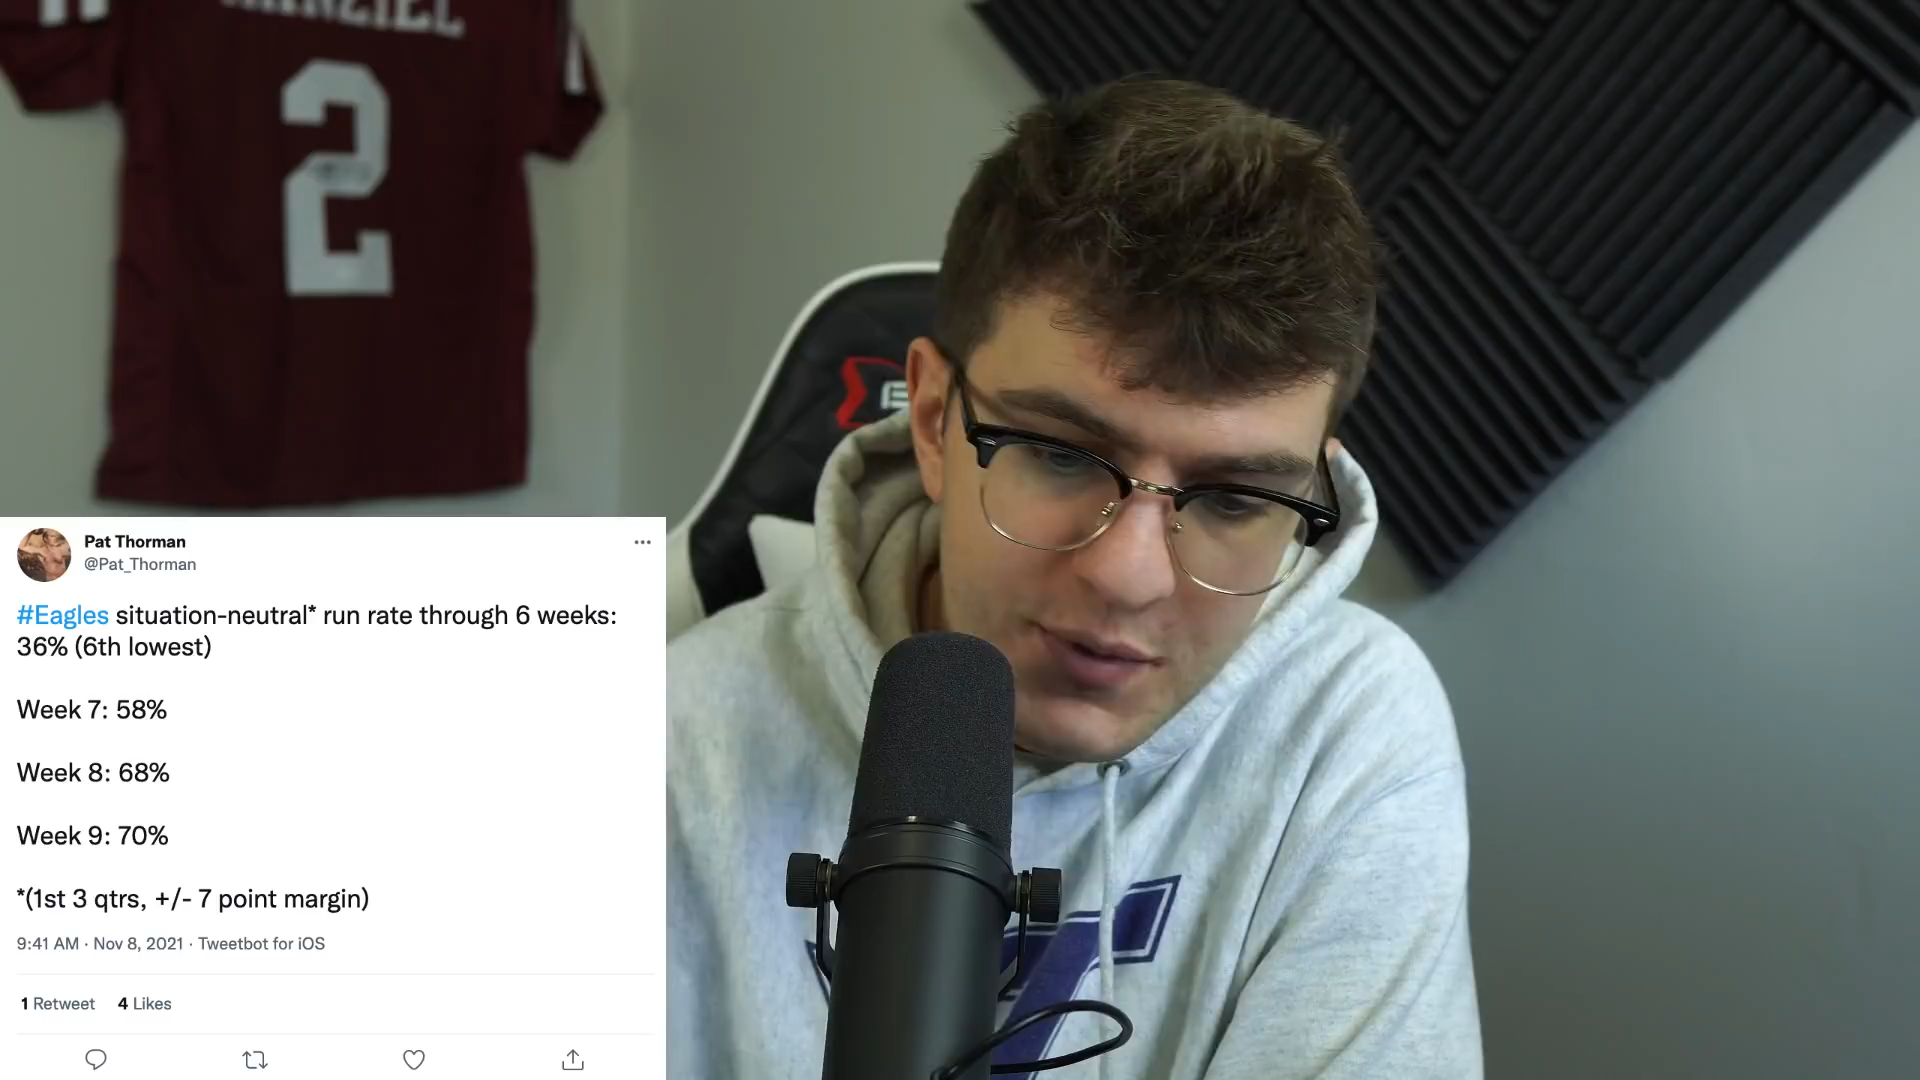 2
Pat Thorman
@Pat_Thorman
#Eagles situation-neutral* run rate through 6 weeks:
36% (6th lowest)
Week 7: 58%
Week 8: 68%
Week 9: 70%
*(1st 3 qtrs, +/- 7 point margin)
9:41 AM · Nov 8, 2021 · Tweetbot for iOS
1 Retweet 4 Likes